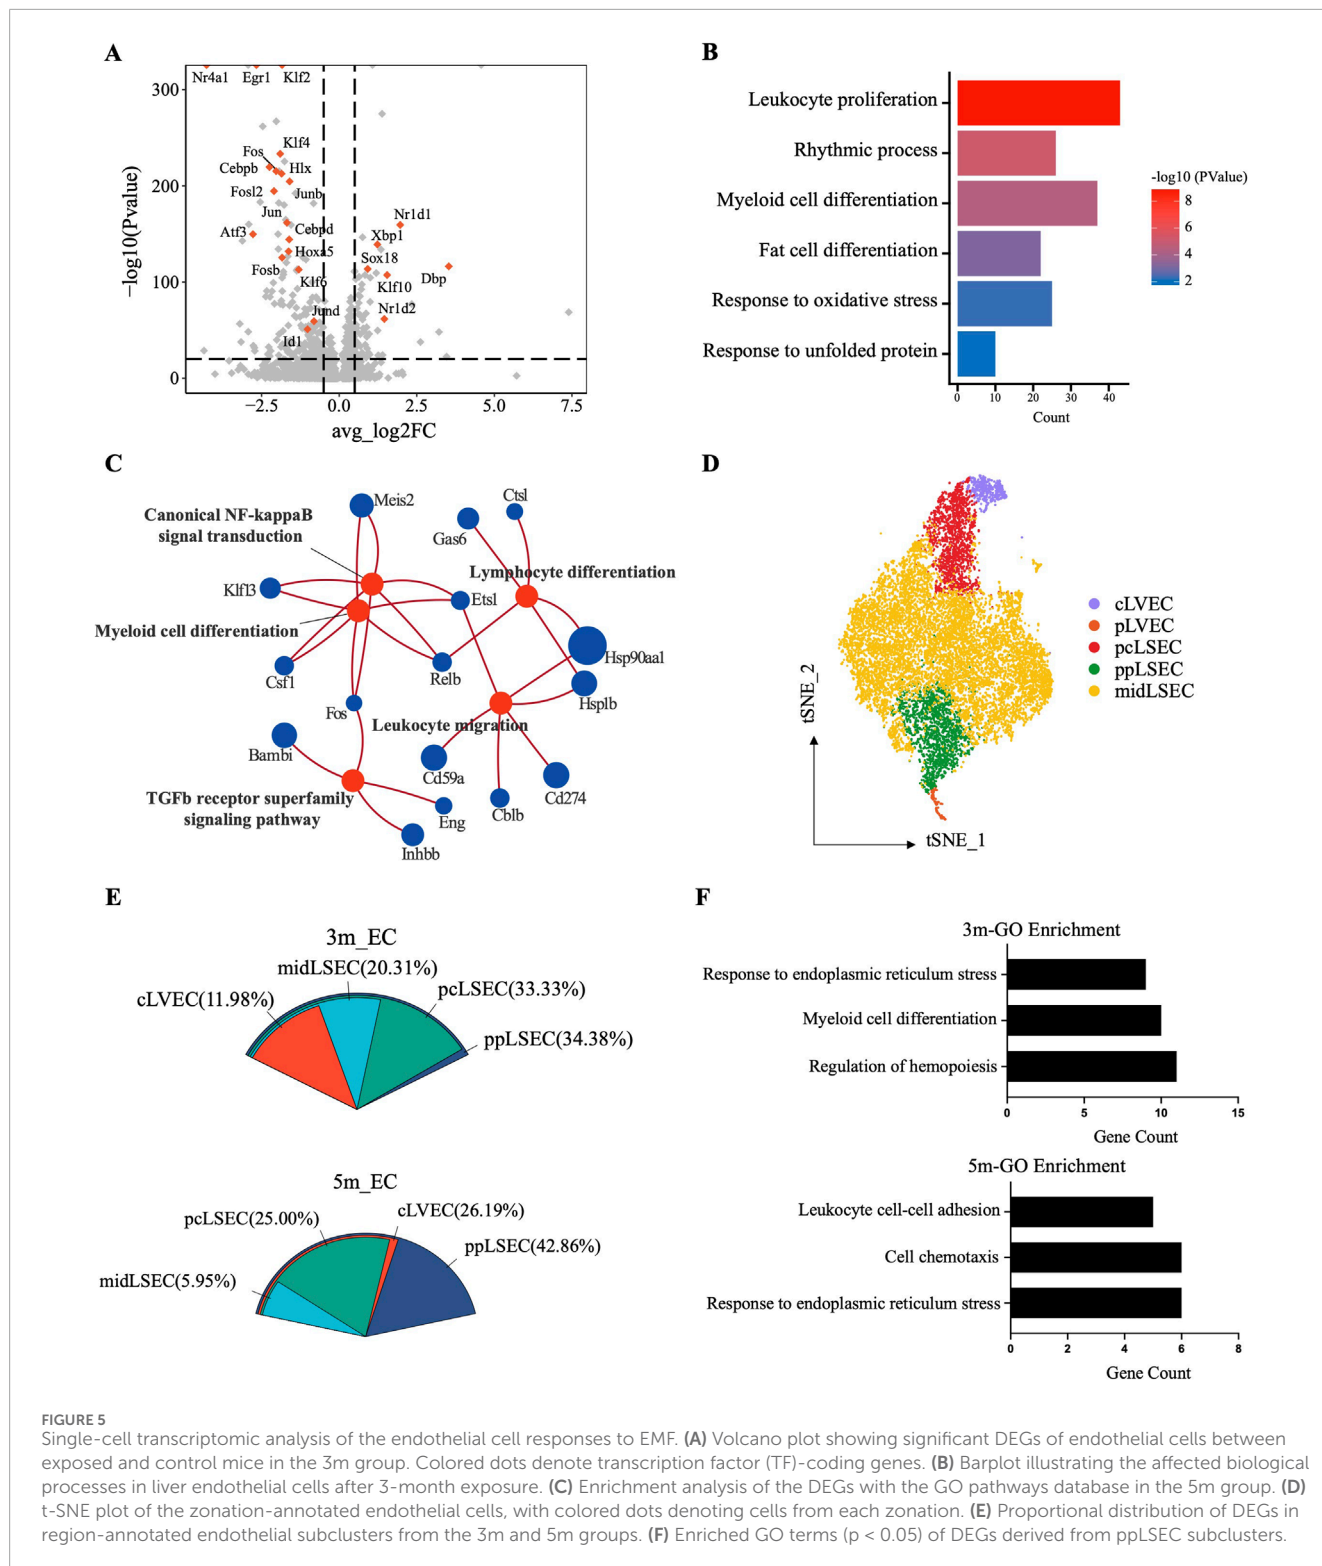 A
Nr4a1
Egr1
Klf2
Klf4
Fos
Cebpb
Hlx
Fosl2
Junb
Jun
Atf3
Cebpd
Hoxa5
Fosb
Klf6
Jund
Id1
Nr1d1
Xbp1
Sox18
Dbp
Klf10
Nr1d2
300
200
100
0
−log10(Pvalue)
−2.5 0.0 2.5 5.0 7.5
avg_log2FC
B
Leukocyte proliferation
Rhythmic process
Myeloid cell differentiation
Fat cell differentiation
Response to oxidative stress
Response to unfolded protein
0 10 20 30 40
Count
-log10 (PValue)
8
6
4
2
C
Meis2
Ctsl
Canonical NF-kappaB
signal transduction
Gas6
Lymphocyte differentiation
Klf13
Ets1
Myeloid cell differentiation
Hsp90aa1
Csf1
Relb
Hsp1b
Fos
Leukocyte migration
Bambi
Cd59a
Cd274
TGFb receptor superfamily
signaling pathway
Eng
Cblb
Inhbb
D
cLVEC
pLVEC
pcLSEC
ppLSEC
midLSEC
tSNE_2
tSNE_1
E
3m_EC
midLSEC(20.31%)
cLVEC(11.98%)
pcLSEC(33.33%)
ppLSEC(34.38%)
5m_EC
pcLSEC(25.00%)
cLVEC(26.19%)
ppLSEC(42.86%)
midLSEC(5.95%)
F
3m-GO Enrichment
Response to endoplasmic reticulum stress
Myeloid cell differentiation
Regulation of hemopoiesis
0 5 10 15
Gene Count
5m-GO Enrichment
Leukocyte cell-cell adhesion
Cell chemotaxis
Response to endoplasmic reticulum stress
0 2 4 6 8
Gene Count
FIGURE 5
Single-cell transcriptomic analysis of the endothelial cell responses to EMF. (A) Volcano plot showing significant DEGs of endothelial cells between
exposed and control mice in the 3m group. Colored dots denote transcription factor (TF)-coding genes. (B) Barplot illustrating the affected biological
processes in liver endothelial cells after 3-month exposure. (C) Enrichment analysis of the DEGs with the GO pathways database in the 5m group. (D)
t-SNE plot of the zonation-annotated endothelial cells, with colored dots denoting cells from each zonation. (E) Proportional distribution of DEGs in
region-annotated endothelial subclusters from the 3m and 5m groups. (F) Enriched GO terms (p < 0.05) of DEGs derived from ppLSEC subclusters.